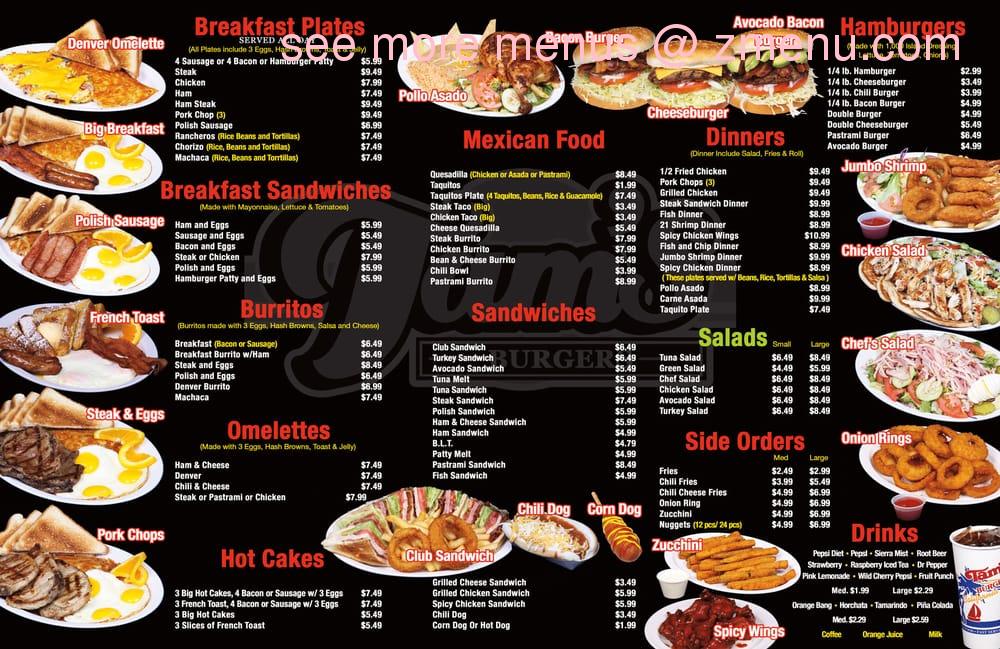 see more menus @ zmenu.com
Breakfast Plates
SERVED ALL DAY
(All Plates include 3 Eggs, Hash Browns, Toast & Jelly)
4 Sausage or 4 Bacon or Hamburger Patty $5.99
Steak $9.49
Chicken $7.99
Ham $7.49
Ham Steak $9.49
Pork Chop (3) $9.49
Polish Sausage $6.99
Rancheros (Rice Beans and Tortillas) $7.49
Chorizo (Rice, Beans and Tortillas) $7.49
Machaca (Rice, Beans and Torrtillas) $7.49
Breakfast Sandwiches
(Made with Mayonnaise, Lettuce & Tomatoes)
Ham and Eggs $5.99
Sausage and Eggs $5.49
Bacon and Eggs $5.49
Steak or Chicken $7.99
Polish and Eggs $5.99
Hamburger Patty and Eggs $5.99
Burritos
(Burritos made with 3 Eggs, Hash Browns, Salsa and Cheese)
Breakfast (Bacon or Sausage) $6.49
Breakfast Burrito w/Ham $6.49
Steak and Eggs $8.49
Polish and Eggs $6.49
Denver Burrito $6.99
Machaca $7.49
Omelettes
(Made with 3 Eggs, Hash Browns, Toast & Jelly)
Ham & Cheese $7.49
Denver $7.49
Chili & Cheese $7.49
Steak or Pastrami or Chicken $7.99
Hot Cakes
3 Big Hot Cakes, 4 Bacon or Sausage w/ 3 Eggs $7.49
3 French Toast, 4 Bacon or Sausage w/ 3 Eggs $7.49
3 Big Hot Cakes $5.49
3 Slices of French Toast $5.49
Denver Omelette
Big Breakfast
Polish Sausage
French Toast
Steak & Eggs
Pork Chops
Pollo Asado
Bacon Burger
Cheeseburger
Avocado Bacon
Burger
Mexican Food
Quesadilla (Chicken or Asada or Pastrami) $8.49
Taquitos $1.99
Taquitos Plate (4 Taquitos, Beans, Rice & Guacamole) $7.49
Steak Taco (Big) $3.49
Chicken Taco (Big) $3.49
Cheese Quesadilla $5.49
Steak Burrito $7.99
Chicken Burrito $7.99
Bean & Cheese Burrito $5.49
Chili Bowl $3.99
Pastrami Burrito $8.99
Sandwiches
Club Sandwich $6.49
Turkey Sandwich $6.49
Avocado Sandwich $5.49
Tuna Melt $5.99
Tuna Sandwich $5.99
Steak Sandwich $7.49
Polish Sandwich $5.99
Ham & Cheese Sandwich $5.99
Ham Sandwich $4.99
B.L.T. $4.79
Patty Melt $4.99
Pastrami Sandwich $8.49
Fish Sandwich $4.99
Club Sandwich
Chili Dog
Corn Dog
Grilled Cheese Sandwich $3.49
Grilled Chicken Sandwich $5.99
Spicy Chicken Sandwich $5.99
Chili Dog $3.49
Corn Dog Or Hot Dog $1.99
Tam's
BURGERS
Dinners
(Dinner Include Salad, Fries & Roll)
1/2 Fried Chicken $9.49
Pork Chops (3) $9.49
Grilled Chicken $9.49
Steak Sandwich Dinner $9.99
Fish Dinner $8.99
21 Shrimp Dinner $8.99
Spicy Chicken Wings $10.99
Fish and Chip Dinner $8.99
Jumbo Shrimp Dinner $9.99
Spicy Chicken Dinner $8.99
( These plates served w/ Beans, Rice, Tortillas & Salsa )
Pollo Asado $8.99
Carne Asada $9.99
Taquito Plate $7.49
Salads Small Large
Tuna Salad $6.49 $8.49
Green Salad $4.49 $5.99
Chef Salad $6.49 $8.49
Chicken Salad $6.49 $8.49
Avocado Salad $6.49 $8.49
Turkey Salad $6.49 $8.49
Side Orders
Med Large
Fries $2.49 $2.99
Chili Fries $3.99 $5.49
Chili Cheese Fries $4.99 $6.99
Onion Ring $4.99 $6.99
Zucchini $4.99 $6.99
Nuggets (12 pcs/ 24 pcs) $4.99 $6.99
Zucchini
Spicy Wings
Hamburgers
(Made with 1,000 Island Dressing
Lettuce, Tomatoes, Onions)
1/4 lb. Hamburger $2.99
1/4 lb. Cheeseburger $3.49
1/4 lb. Chili Burger $3.99
1/4 lb. Bacon Burger $4.99
Double Burger $4.99
Double Cheeseburger $5.49
Pastrami Burger $6.49
Avocado Burger $4.99
Jumbo Shrimp
Chicken Salad
Chef's Salad
Onion Rings
Drinks
Pepsi Diet • Pepsi • Sierra Mist • Root Beer
Strawberry • Raspberry Iced Tea • Dr Pepper
Pink Lemonade • Wild Cherry Pepsi • Fruit Punch
Med. $1.99 Large $2.29
Orange Bang • Horchata • Tamarindo • Piña Colada
Med. $2.29 Large $2.59
Coffee Orange Juice Milk